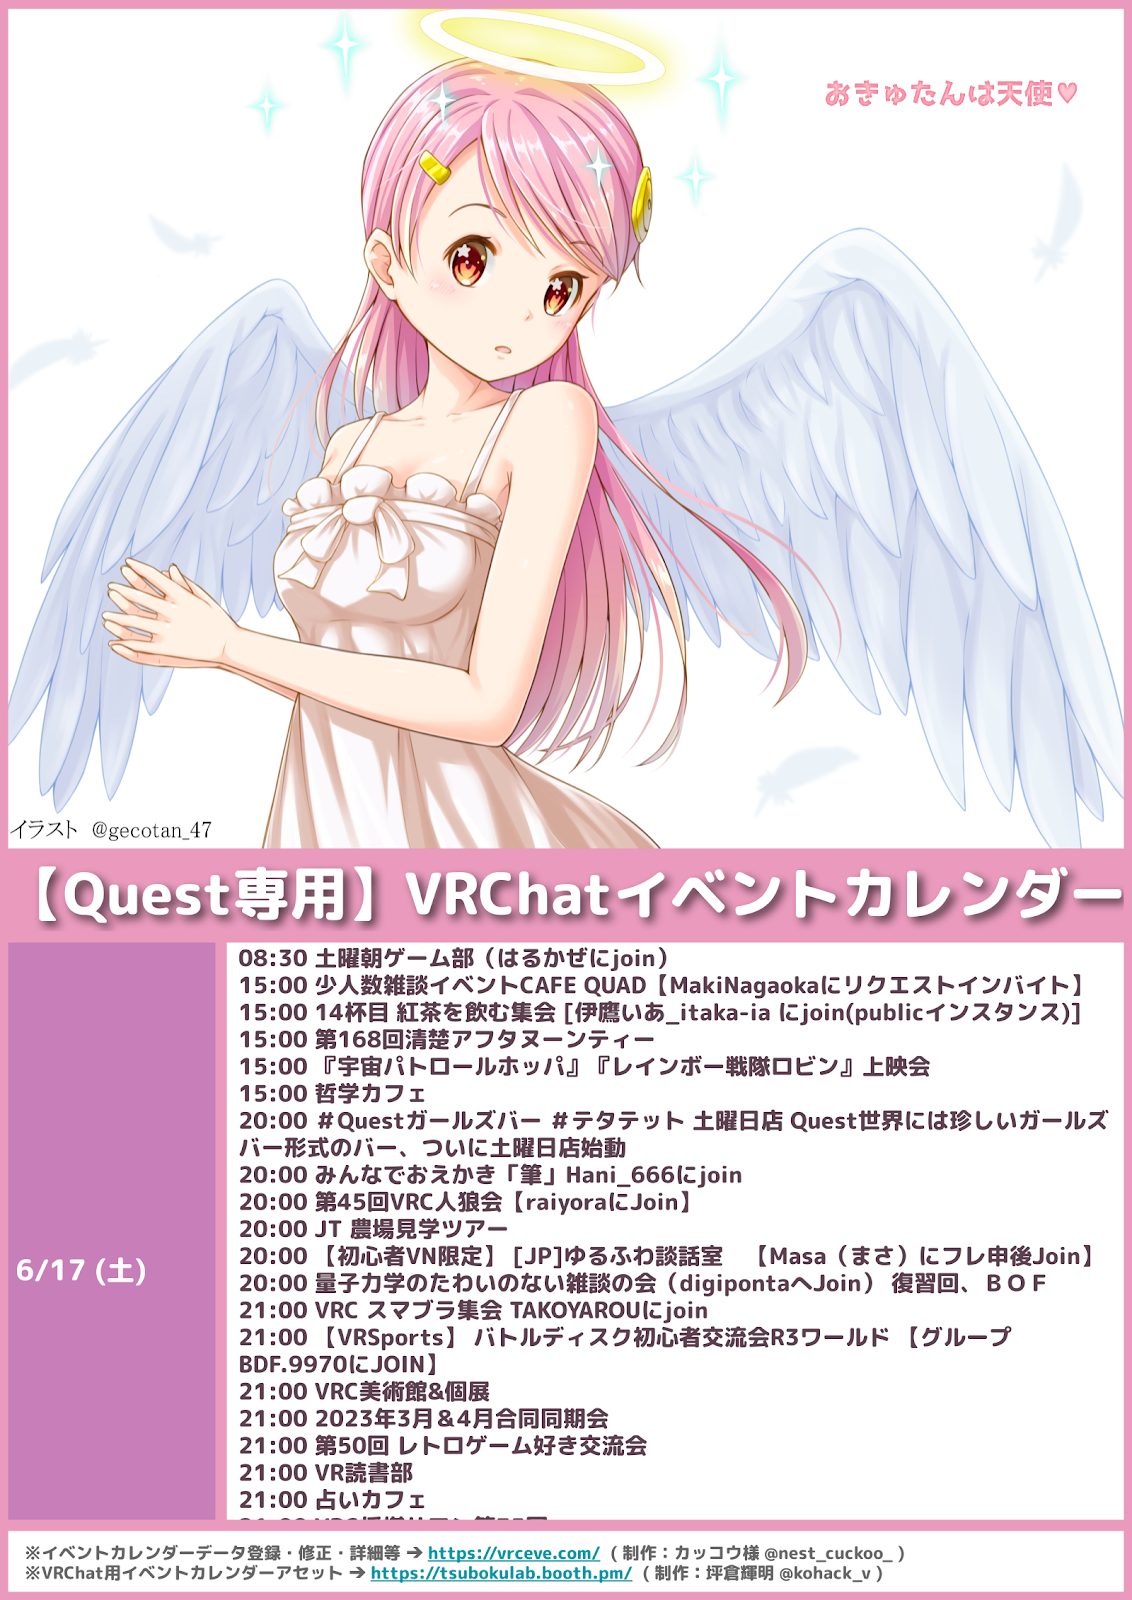 おきゅたんは天使♥
イラスト @gecotan_47
【Quest専用】VRChatイベントカレンダー
6/17 (土)
08:30 土曜朝ゲーム部（はるかぜにjoin）
15:00 少人数雑談イベントCAFE QUAD【MakiNagaokaにリクエストインバイト】
15:00 14杯目 紅茶を飲む集会 [伊鷹いあ_itaka-ia にjoin(publicインスタンス)]
15:00 第168回清楚アフタヌーンティー
15:00 『宇宙パトロールホッパ』『レインボー戦隊ロビン』上映会
15:00 哲学カフェ
20:00 ＃Questガールズバー ＃テタテット 土曜日店 Quest世界には珍しいガールズ
バー形式のバー、ついに土曜日店始動
20:00 みんなでおえかき「筆」Hani_666にjoin
20:00 第45回VRC人狼会【raiyoraにJoin】
20:00 JT 農場見学ツアー
20:00 【初心者VN限定】 [JP]ゆるふわ談話室　【Masa（まさ）にフレ申後Join】
20:00 量子力学のたわいのない雑談の会（digipontaへJoin） 復習回、ＢＯＦ
21:00 VRC スマブラ集会 TAKOYAROUにjoin
21:00 【VRSports】 バトルディスク初心者交流会R3ワールド 【グループ
BDF.9970にJOIN】
21:00 VRC美術館&個展
21:00 2023年3月＆4月合同同期会
21:00 第50回 レトロゲーム好き交流会
21:00 VR読書部
21:00 占いカフェ
※イベントカレンダーデータ登録・修正・詳細等 ➔ https://vrceve.com/ （ 制作：カッコウ様 @nest_cuckoo_ ）
※VRChat用イベントカレンダーアセット ➔ https://tsubokulab.booth.pm/ （ 制作：坪倉輝明 @kohack_v ）